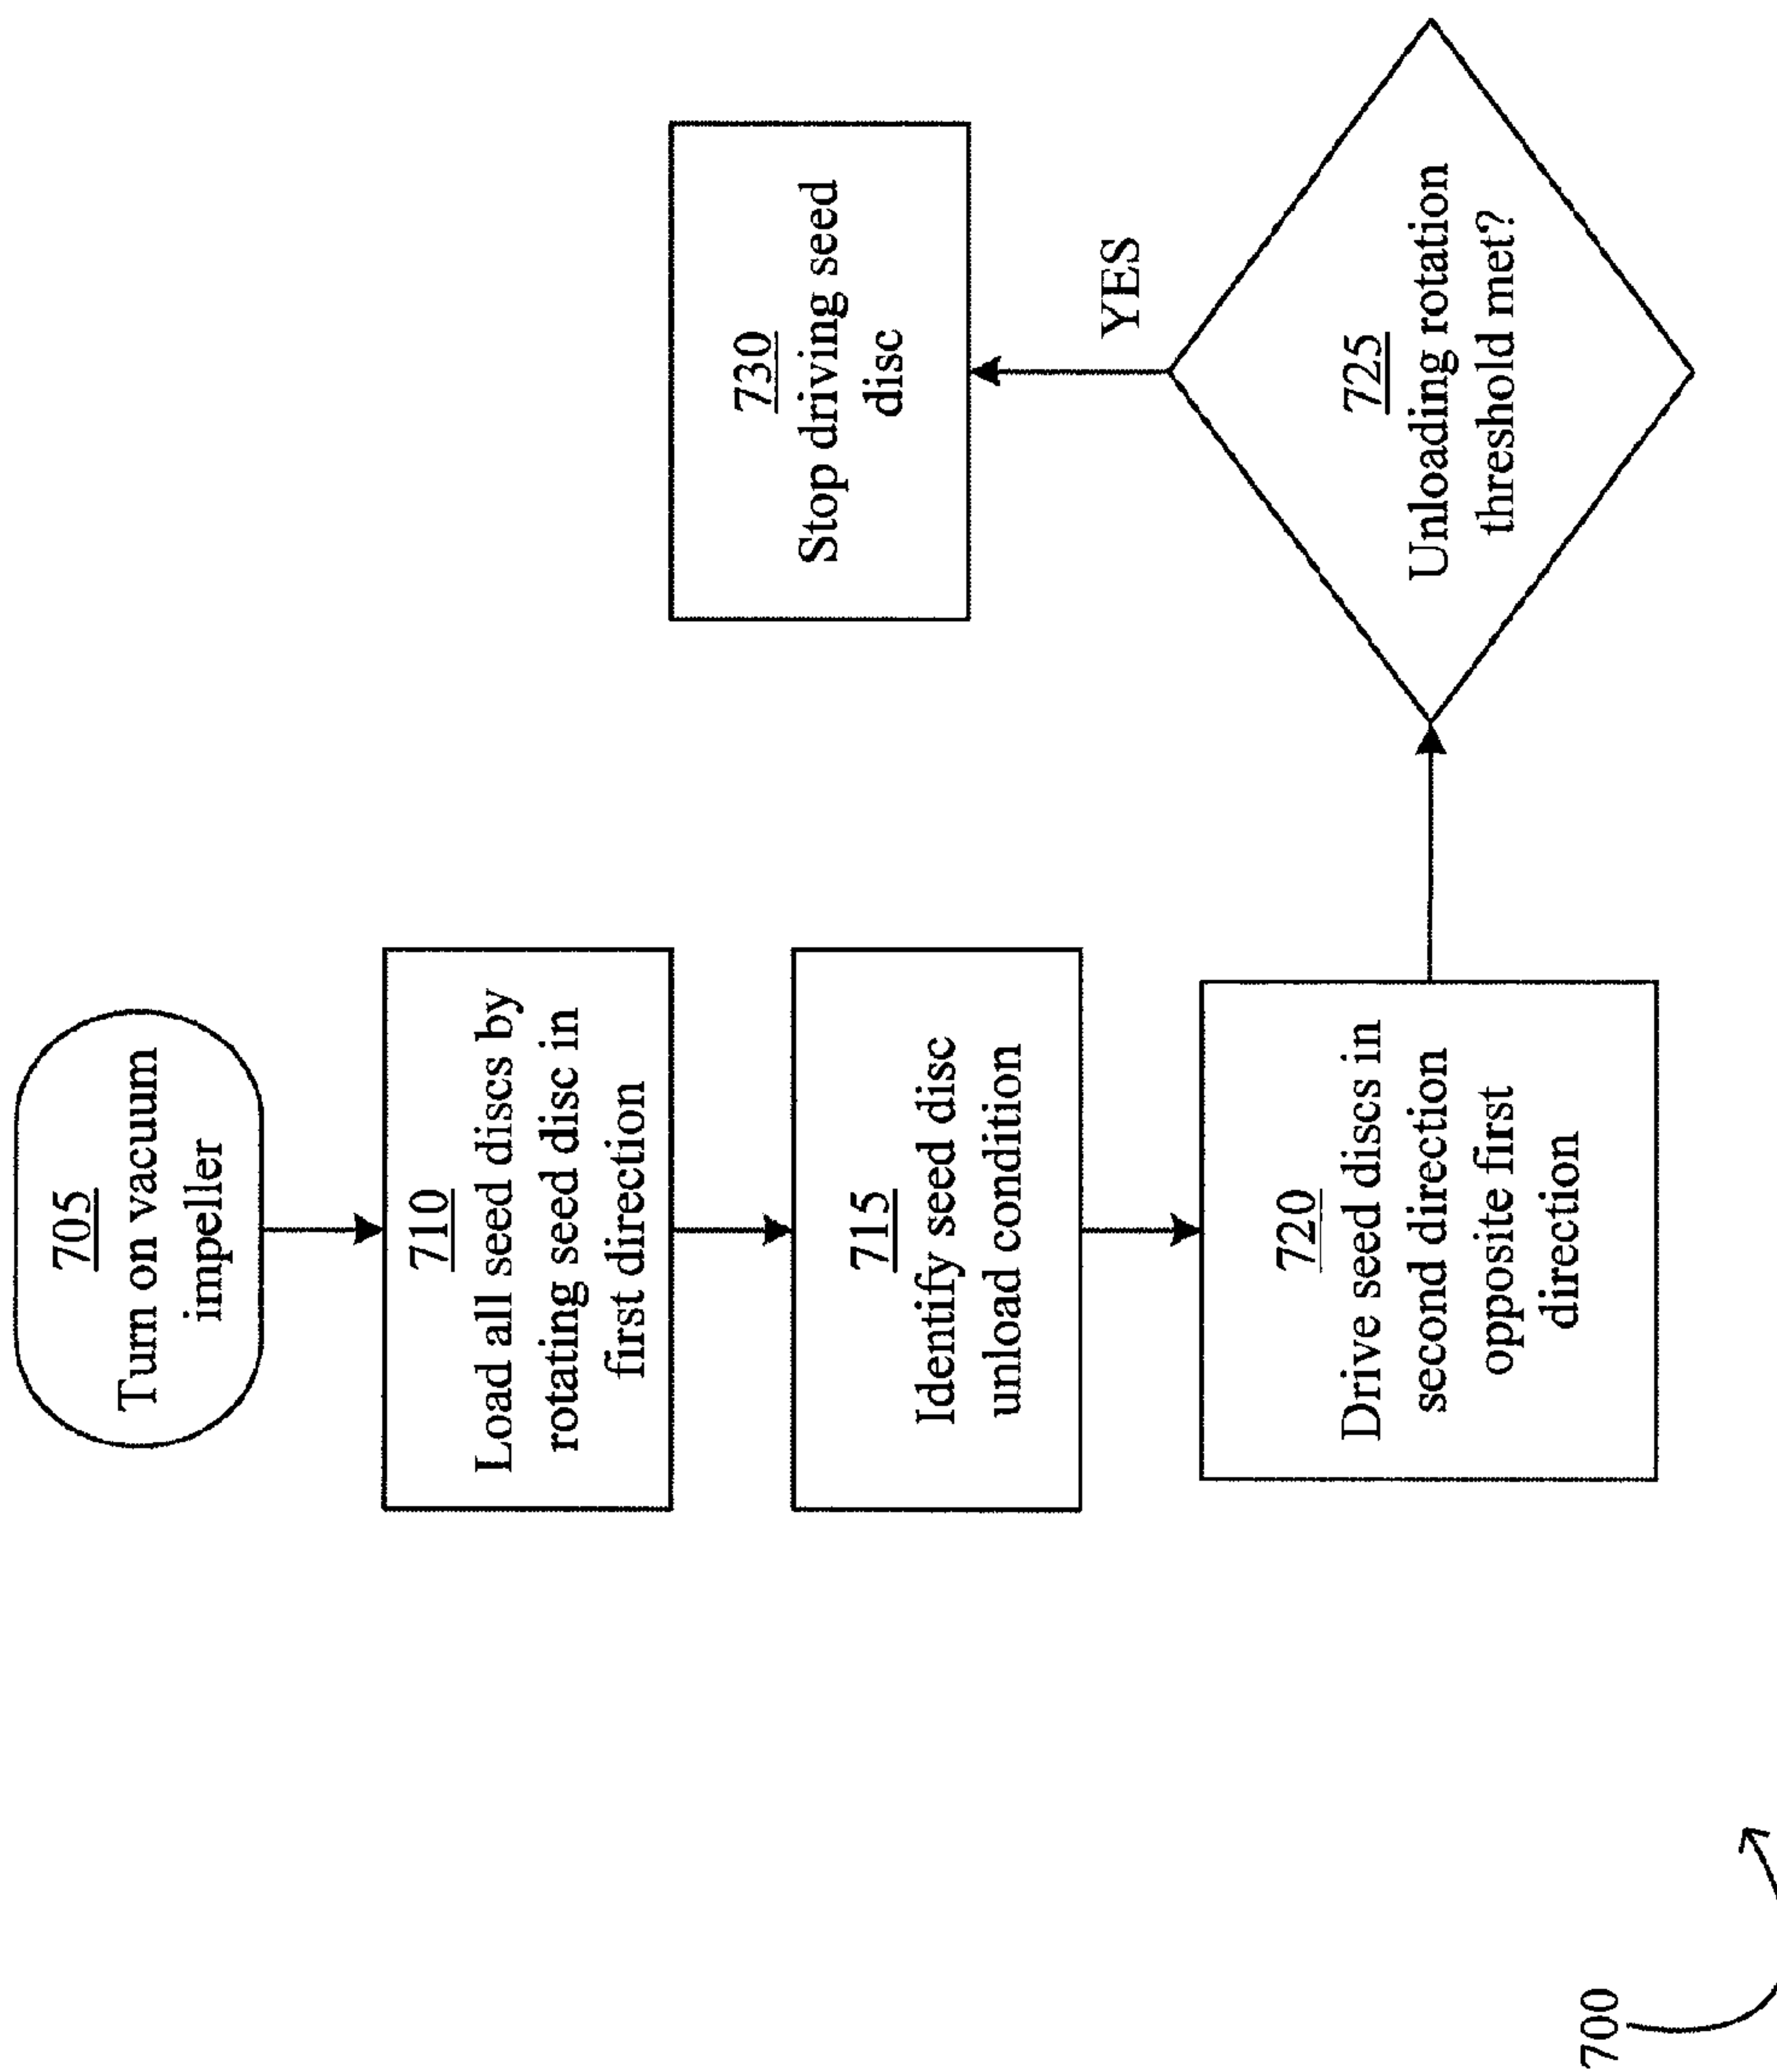 705
Turn on vacuum
impeller
710
Load all seed discs by
rotating seed disc in
first direction
715
Identify seed disc
unload condition
720
Drive seed discs in
second direction
opposite first
direction
725
Unloading rotation
threshold met?
YES
730
Stop driving seed
disc
700